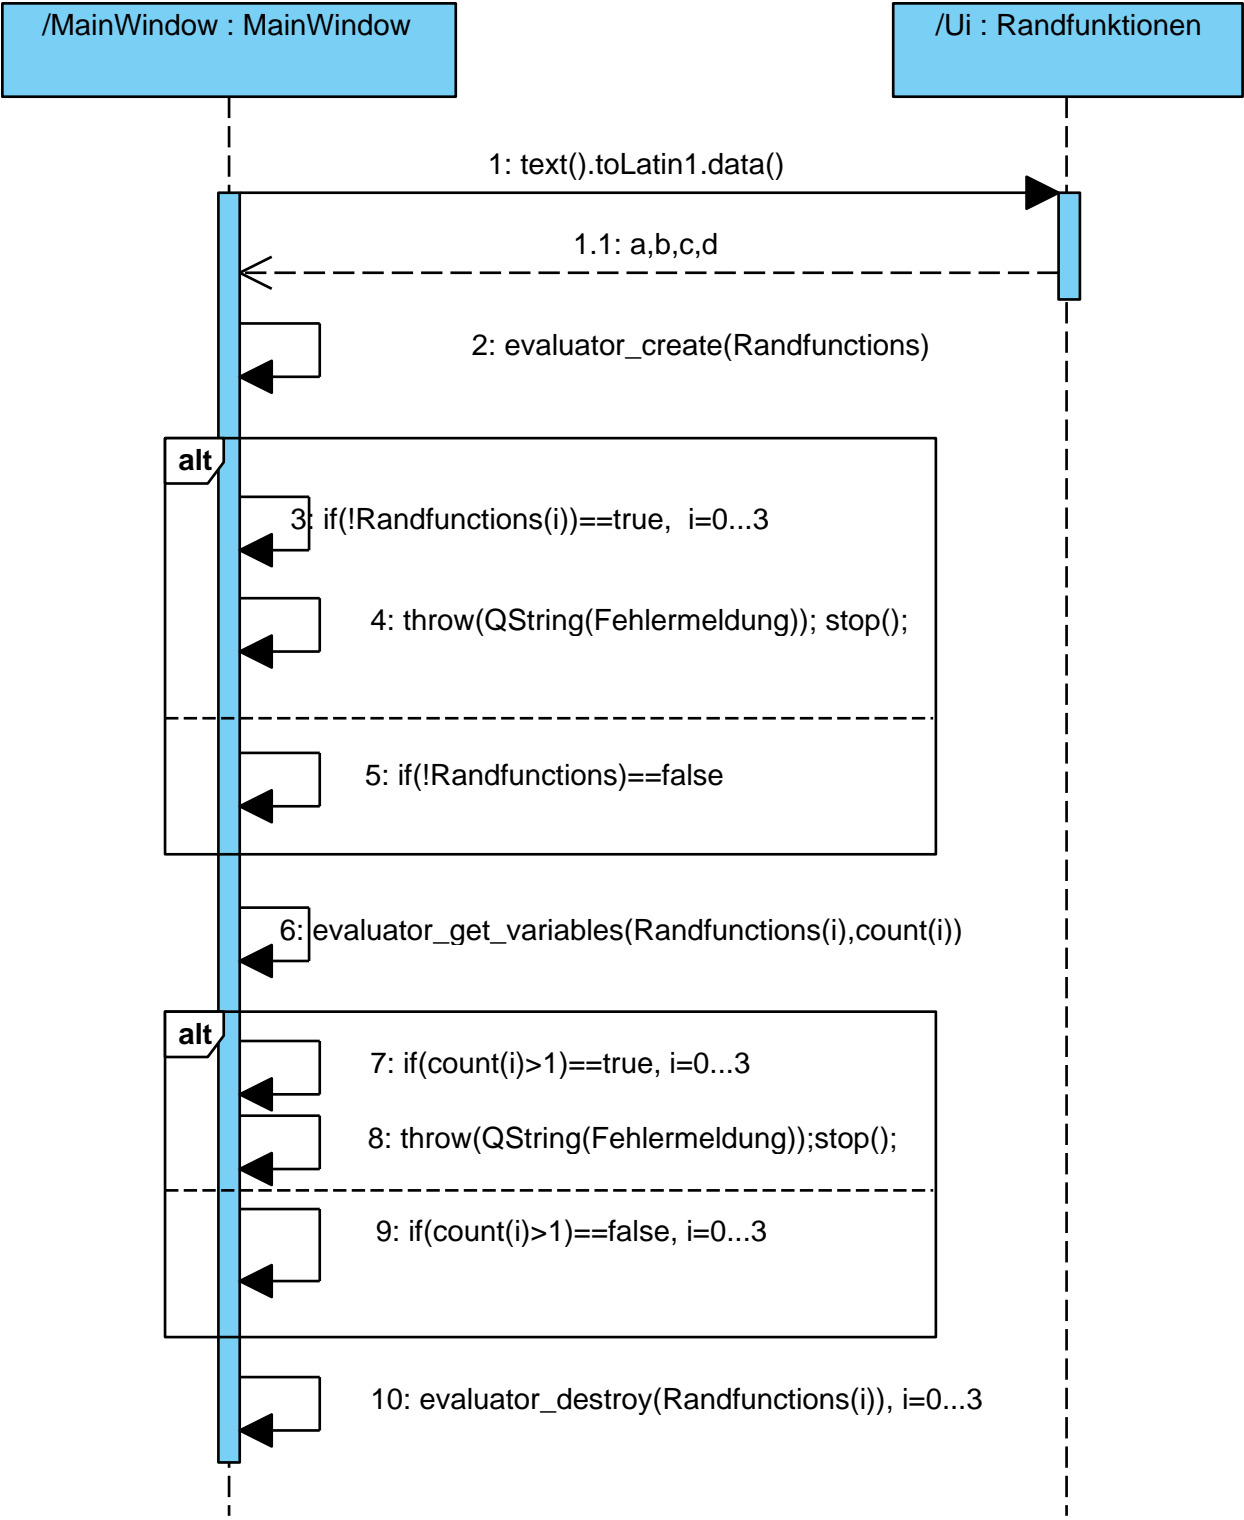 /MainWindow : MainWindow
/Ui : Randfunktionen
1: text().toLatin1.data()
1.1: a,b,c,d
2: evaluator_create(Randfunctions)
alt
3: if(!Randfunctions(i))==true,  i=0...3
4: throw(QString(Fehlermeldung)); stop();
5: if(!Randfunctions)==false
6: evaluator_get_variables(Randfunctions(i),count(i))
alt
7: if(count(i)>1)==true, i=0...3
8: throw(QString(Fehlermeldung));stop();
9: if(count(i)>1)==false, i=0...3
10: evaluator_destroy(Randfunctions(i)), i=0...3